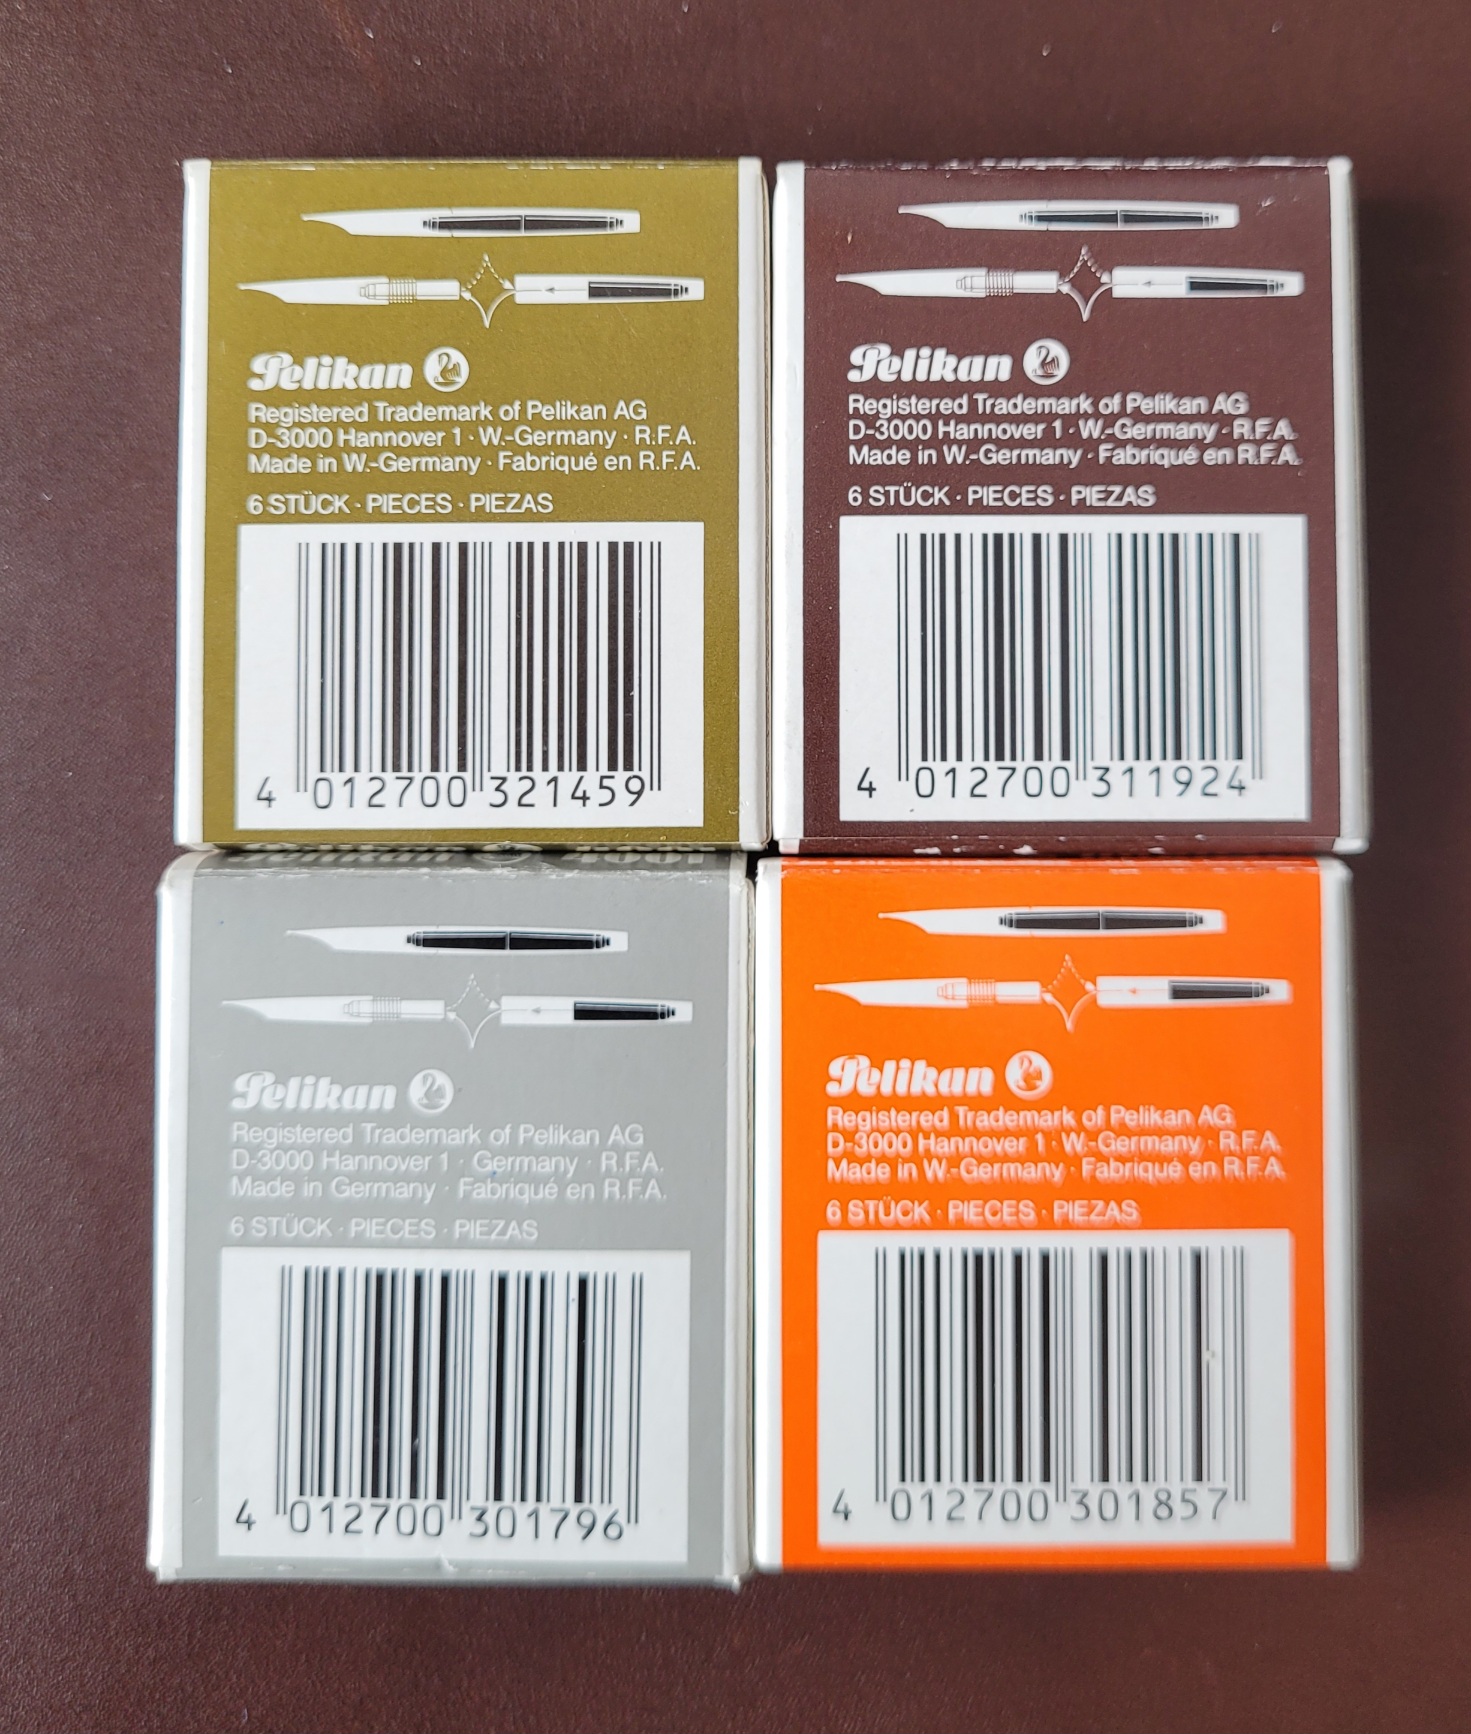 Pelikan
Registered Trademark of Pelikan AG
D-3000 Hannover 1 · W.-Germany · R.F.A.
Made in W.-Germany · Fabriqué en R.F.A.
6 STÜCK · PIECES · PIEZAS
4 012700 321459
Pelikan
Registered Trademark of Pelikan AG
D-3000 Hannover 1 · W.-Germany · R.F.A.
Made in W.-Germany · Fabriqué en R.F.A.
6 STÜCK · PIECES · PIEZAS
4 012700 311924
Pelikan 4001
Pelikan
Registered Trademark of Pelikan AG
D-3000 Hannover 1 · Germany · R.F.A.
Made in Germany · Fabriqué en R.F.A.
6 STÜCK · PIECES · PIEZAS
4 012700 301796
Pelikan
Registered Trademark of Pelikan AG
D-3000 Hannover 1 · W.-Germany · R.F.A.
Made in W.-Germany · Fabriqué en R.F.A.
6 STÜCK · PIECES · PIEZAS
4 012700 301857